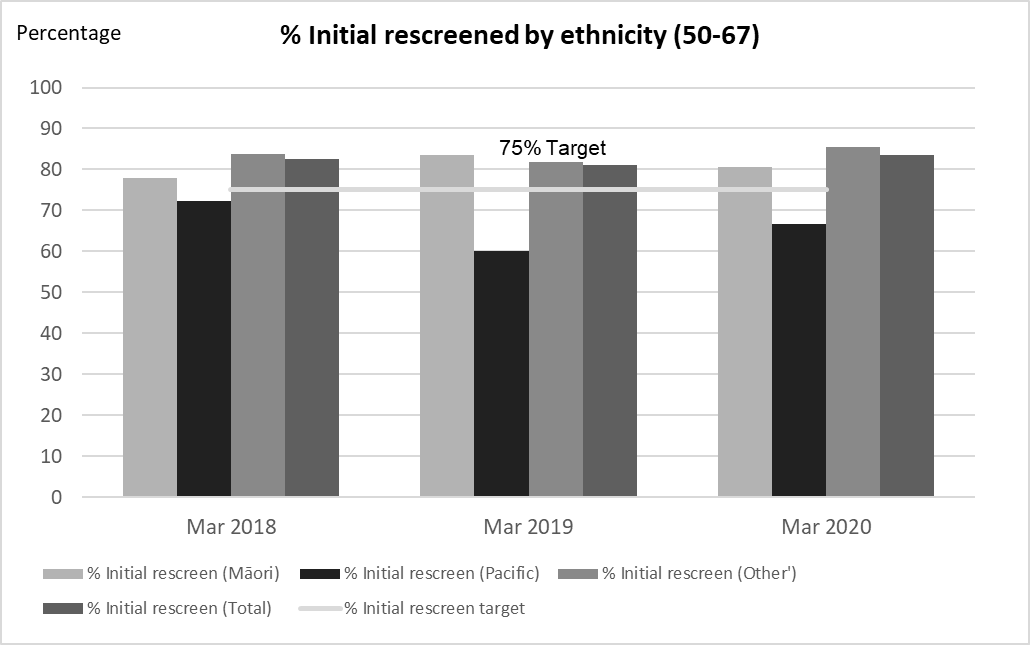 Percentage
% Initial rescreened by ethnicity (50-67)
100
90
80
70
60
50
40
30
20
10
0
75% Target
Mar 2018 Mar 2019 Mar 2020
% Initial rescreen (Māori) % Initial rescreen (Pacific) % Initial rescreen (Other')
% Initial rescreen (Total) % Initial rescreen target